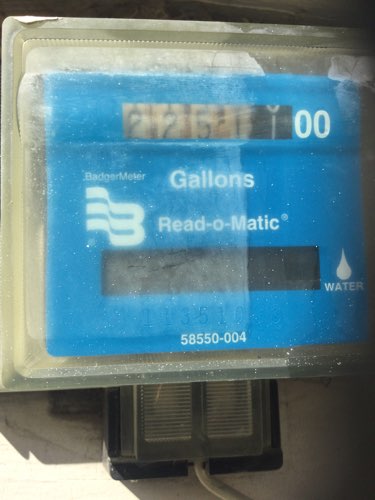 00
BadgerMeter
Gallons
Read-o-Matic®
WATER
58550-004